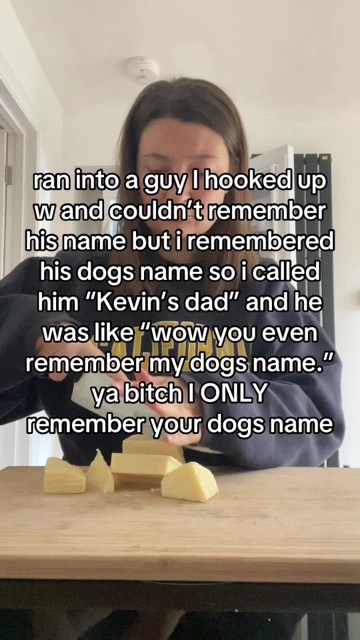 ran into a guy I hooked up
w and couldn't remember
his name but i remembered
his dogs name so i called
him “Kevin's dad” and he
was like “wow you even
remember my dogs name.”
ya bitch I ONLY
remember your dogs name